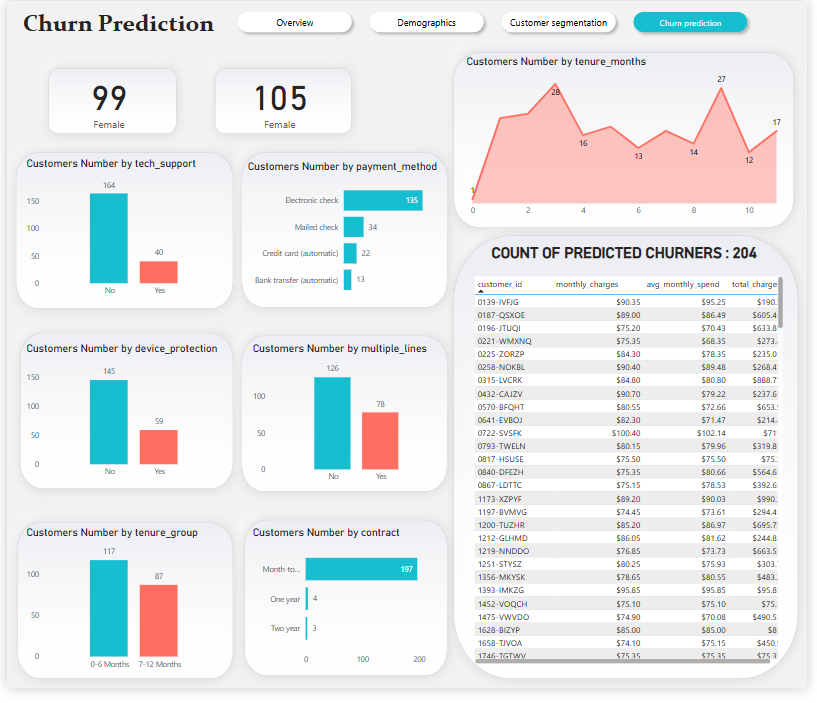 Churn Prediction
Overview
Demographics
Customer segmentation
Churn prediction
99
Female
105
Female
Customers Number by tenure_months
28
16
13
14
27
12
17
0 2 4 6 8 10
Customers Number by tech_support
164
40
150
100
50
0
No Yes
Customers Number by payment_method
Electronic check 135
Mailed check 34
Credit card (automatic) 22
Bank transfer (automatic) 13
Customers Number by device_protection
145
59
150
100
50
0
No Yes
Customers Number by multiple_lines
126
78
100
50
0
No Yes
Customers Number by tenure_group
117
87
100
50
0
0-6 Months 7-12 Months
Customers Number by contract
Month-to... 197
One year 4
Two year 3
0 100 200
COUNT OF PREDICTED CHURNERS : 204
customer_id monthly_charges avg_monthly_spend total_charge
0139-IVFJG $90.35 $95.25 $190.
0187-QSXOE $89.00 $86.49 $605.4
0196-JTUQI $75.20 $70.43 $633.8
0221-WMXNQ $75.35 $68.35 $273.
0225-ZORZP $84.30 $78.35 $235.0
0258-NOKBL $90.40 $89.48 $268.4
0315-LVCRK $84.80 $80.80 $888.7
0432-CAJZV $90.70 $79.22 $237.6
0570-BFQHT $80.55 $72.66 $653.
0641-EVBOJ $82.30 $71.47 $214.
0722-SVSFK $100.40 $102.14 $71
0793-TWELN $80.15 $79.96 $319.8
0817-HSUSE $75.50 $75.50 $75.
0840-DFEZH $75.35 $80.66 $564.6
0867-LDTTC $75.15 $78.53 $392.6
1173-XZPYF $89.20 $90.03 $990.
1197-BVMVG $74.45 $73.61 $294.4
1200-TUZHR $85.20 $86.97 $695.7
1212-GLHMD $86.05 $81.62 $244.8
1219-NNDDO $76.85 $73.73 $663.5
1251-STYSZ $80.25 $75.93 $303.
1356-MKYSK $78.65 $80.55 $483.
1393-IMKZG $95.85 $95.85 $95.8
1452-VOQCH $75.10 $75.10 $75.
1475-VWVDO $74.90 $70.08 $490.5
1628-BIZYP $85.00 $85.00 $8
1658-TJVOA $74.10 $75.15 $450.
1746-TGTWV $75.35 $75.35 $75.3